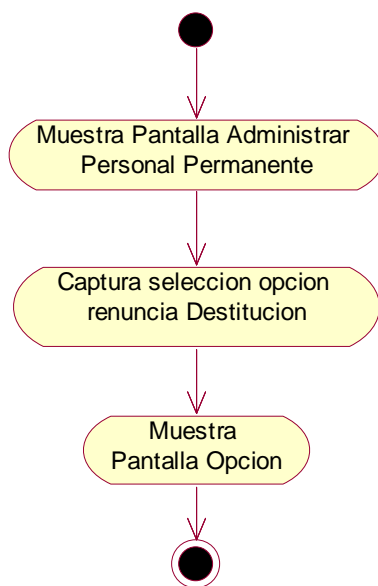 Muestra Pantalla Administrar
Personal Permanente
Captura seleccion opcion
renuncia Destitucion
Muestra
Pantalla Opcion